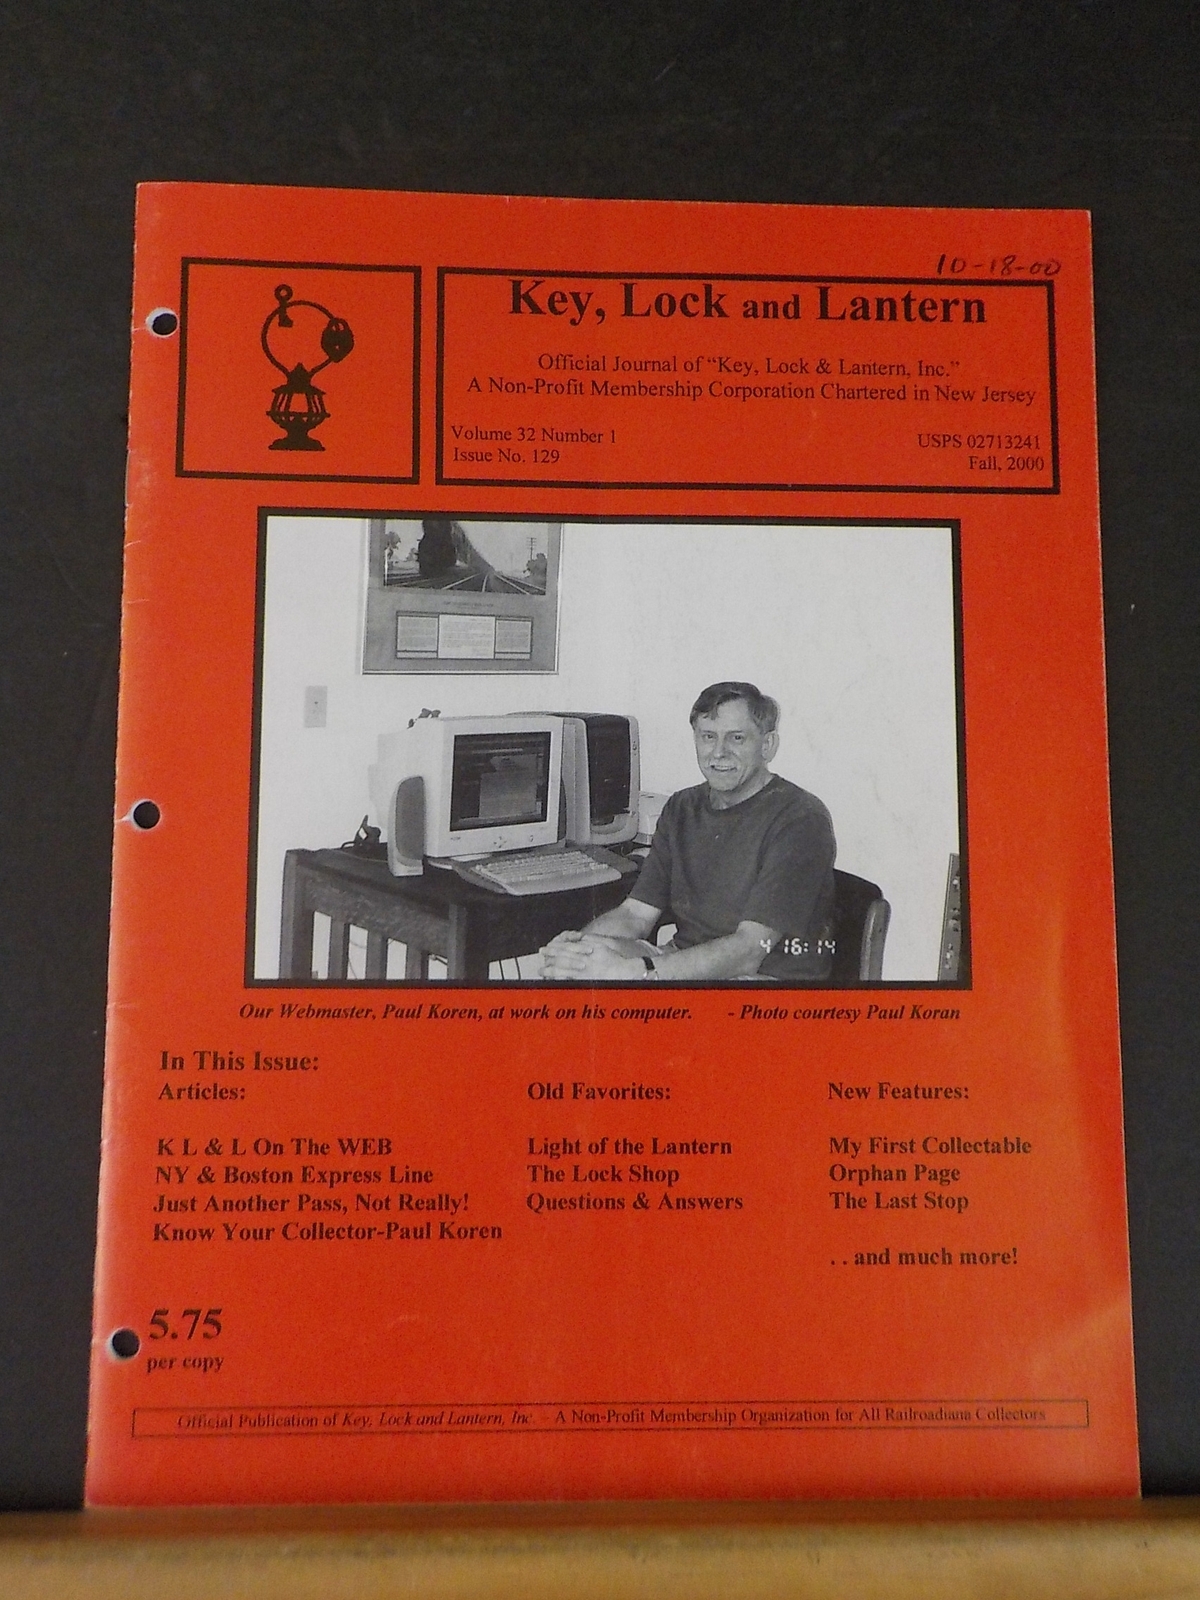 10-18-00
Key, Lock and Lantern
Official Journal of "Key, Lock & Lantern, Inc."
A Non-Profit Membership Corporation Chartered in New Jersey
Volume 32 Number 1
USPS 02713241
Issue No. 129
Fall, 2000
4 16:14
Our Webmaster, Paul Koren, at work on his computer. - Photo courtesy Paul Koran
In This Issue:
Articles:
K L & L On The WEB
NY & Boston Express Line
Just Another Pass, Not Really!
Know Your Collector-Paul Koren
Old Favorites:
Light of the Lantern
The Lock Shop
Questions & Answers
New Features:
My First Collectable
Orphan Page
The Last Stop
. . and much more!
5.75
per copy
Official Publication of Key, Lock and Lantern, Inc. - A Non-Profit Membership Organization for All Railroadiana Collectors